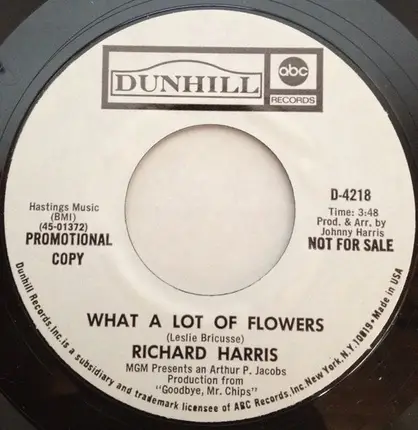 DUNHILL
abc
RECORDS
D-4218
Time: 3:48
Prod. & Arr. by
Johnny Harris
NOT FOR SALE
Hastings Music
(BMI)
(45-01372)
PROMOTIONAL
COPY
WHAT A LOT OF FLOWERS
(Leslie Bricusse)
RICHARD HARRIS
MGM Presents an Arthur P. Jacobs
Production from
"Goodbye, Mr. Chips"
Dunhill Records, Inc. is a subsidiary and trademark licensee of ABC Records, Inc. New York, N.Y. 10019 • Made in USA